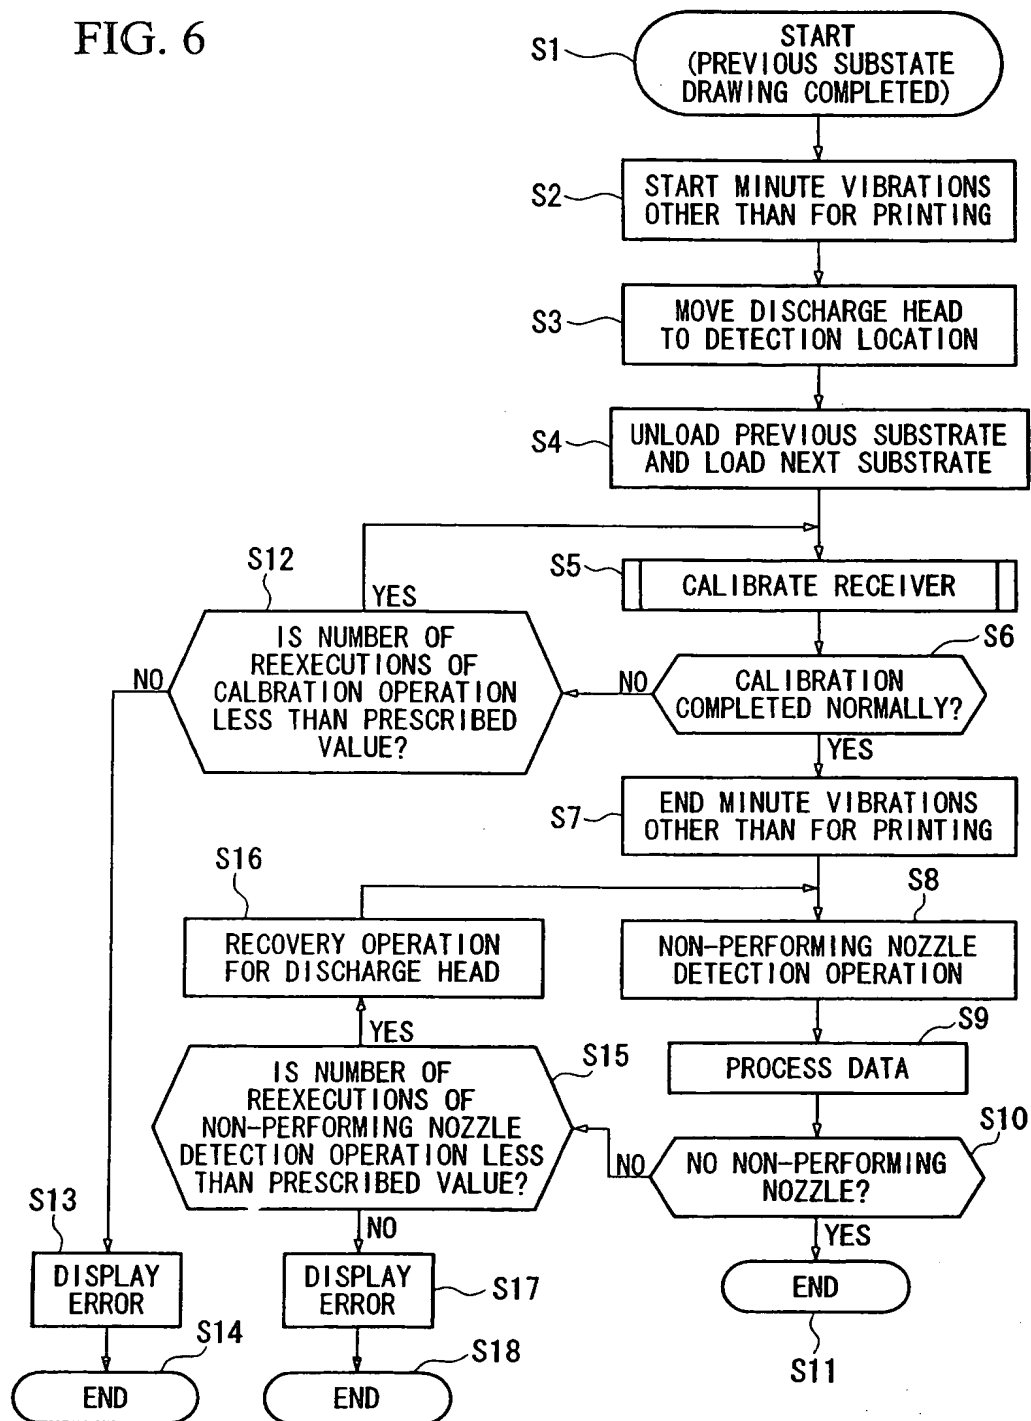 FIG. 6
S1
START
(PREVIOUS SUBSTATE
DRAWING COMPLETED)
S2
START MINUTE VIBRATIONS
OTHER THAN FOR PRINTING
S3
MOVE DISCHARGE HEAD
TO DETECTION LOCATION
S4
UNLOAD PREVIOUS SUBSTRATE
AND LOAD NEXT SUBSTRATE
S5
CALIBRATE RECEIVER
S6
CALIBRATION
COMPLETED NORMALLY?
NO
YES
S12
YES
IS NUMBER OF
REEXECUTIONS OF
CALBRATION OPERATION
LESS THAN PRESCRIBED
VALUE?
NO
S7
END MINUTE VIBRATIONS
OTHER THAN FOR PRINTING
S16
RECOVERY OPERATION
FOR DISCHARGE HEAD
S8
NON-PERFORMING NOZZLE
DETECTION OPERATION
S9
PROCESS DATA
YES
S15
IS NUMBER OF
REEXECUTIONS OF
NON-PERFORMING NOZZLE
DETECTION OPERATION LESS
THAN PRESCRIBED VALUE?
S10
NO NON-PERFORMING
NOZZLE?
NO
YES
NO
S13
DISPLAY
ERROR
DISPLAY
ERROR
S17
END
S11
S14
END
S18
END